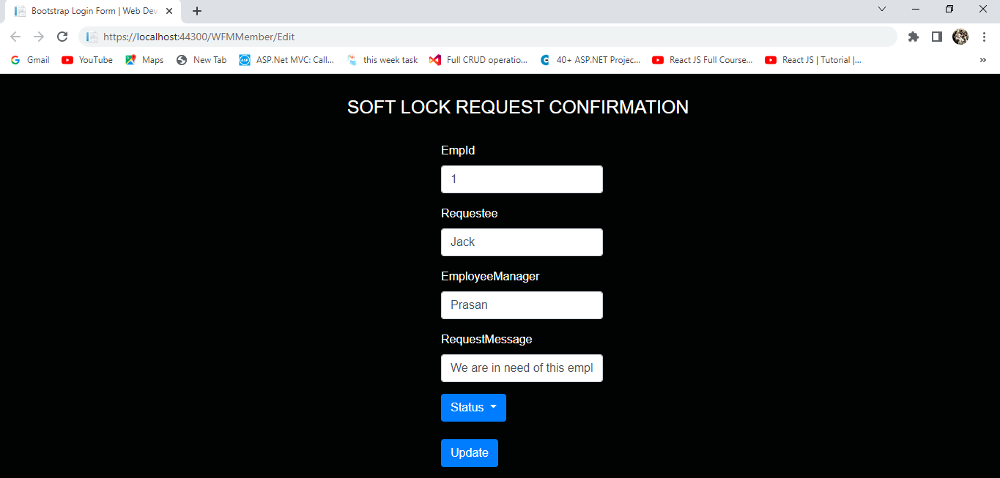 Bootstrap Login Form | Web Dev
https://localhost:44300/WFMMember/Edit
Gmail YouTube Maps New Tab ASP.Net MVC: Call... this week task Full CRUD operatio... 40+ ASP.NET Projec... React JS Full Course... React JS | Tutorial |... »
SOFT LOCK REQUEST CONFIRMATION
EmpId
1
Requestee
Jack
EmployeeManager
Prasan
RequestMessage
We are in need of this empl
Status
Update